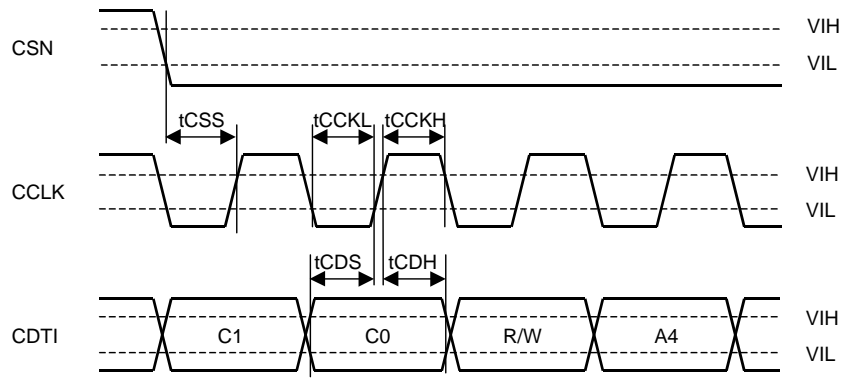 CSN
VIH
VIL
tCSS
tCCKL
tCCKH
CCLK
VIH
VIL
tCDS
tCDH
CDTI
C1
C0
R/W
A4
VIH
VIL